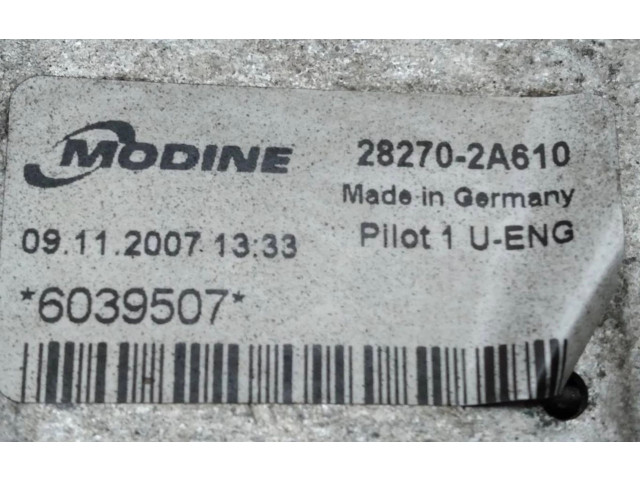 MODINE
28270-2A610
Made in Germany
09.11.2007 13:33
Pilot 1 U-ENG
*6039507*